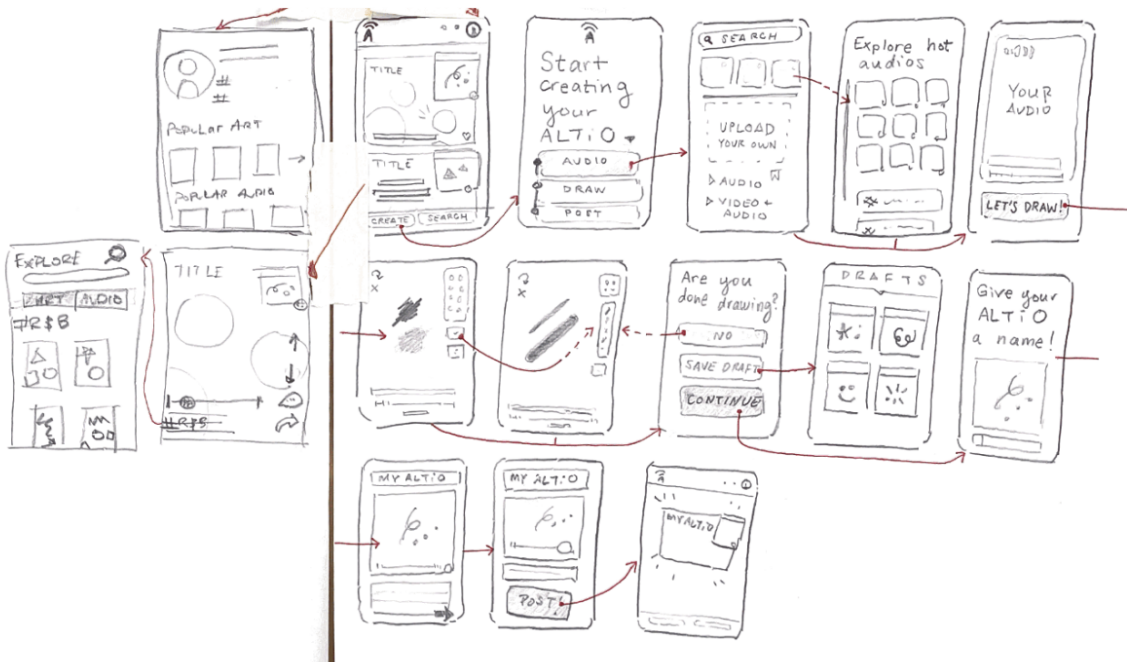 POPULAR ART
POPULAR AUDIO
TITLE
TITLE
CREATE
SEARCH
Start
creating
your
ALTiO
AUDIO
DRAW
POST
SEARCH
UPLOAD
YOUR OWN
AUDIO
VIDEO +
AUDIO
Explore hot
audios
YOUR
AUDIO
LET'S DRAW!
EXPLORE
ART
AUDIO
#R$B
TITLE
#R$B
Are you
done drawing?
NO
SAVE DRAFT
CONTINUE
DRAFTS
Give your
ALTiO
a name!
MY ALTiO
MY ALTiO
POST!
MY ALTiO